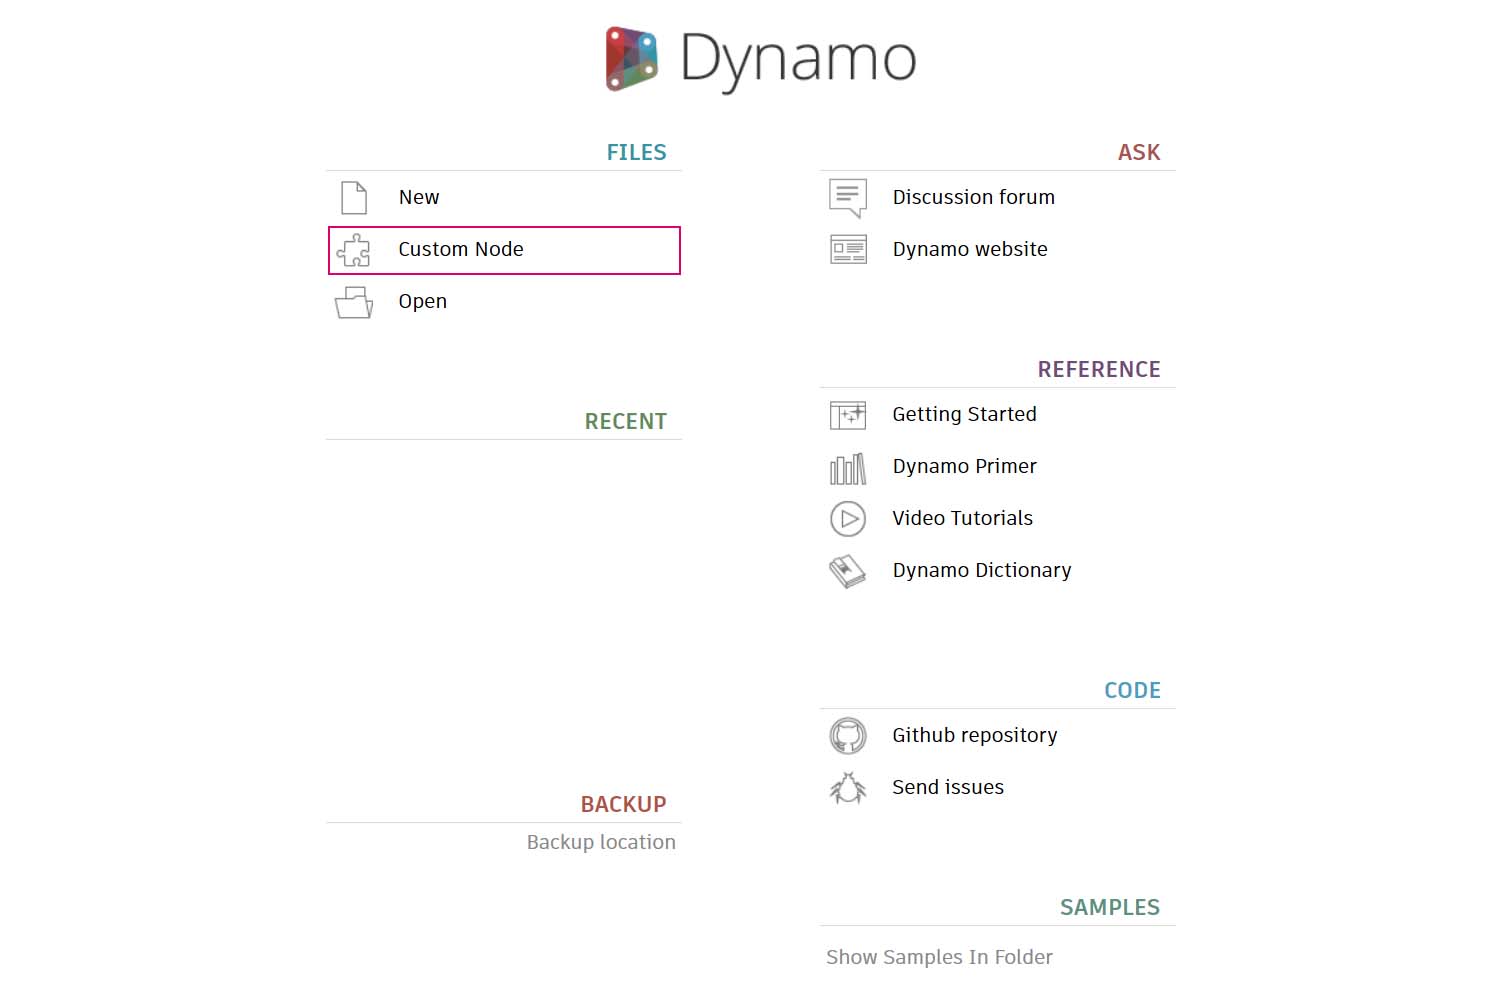 Dynamo
FILES
New
Custom Node
Open
RECENT
BACKUP
Backup location
ASK
Discussion forum
Dynamo website
REFERENCE
Getting Started
Dynamo Primer
Video Tutorials
Dynamo Dictionary
CODE
Github repository
Send issues
SAMPLES
Show Samples In Folder